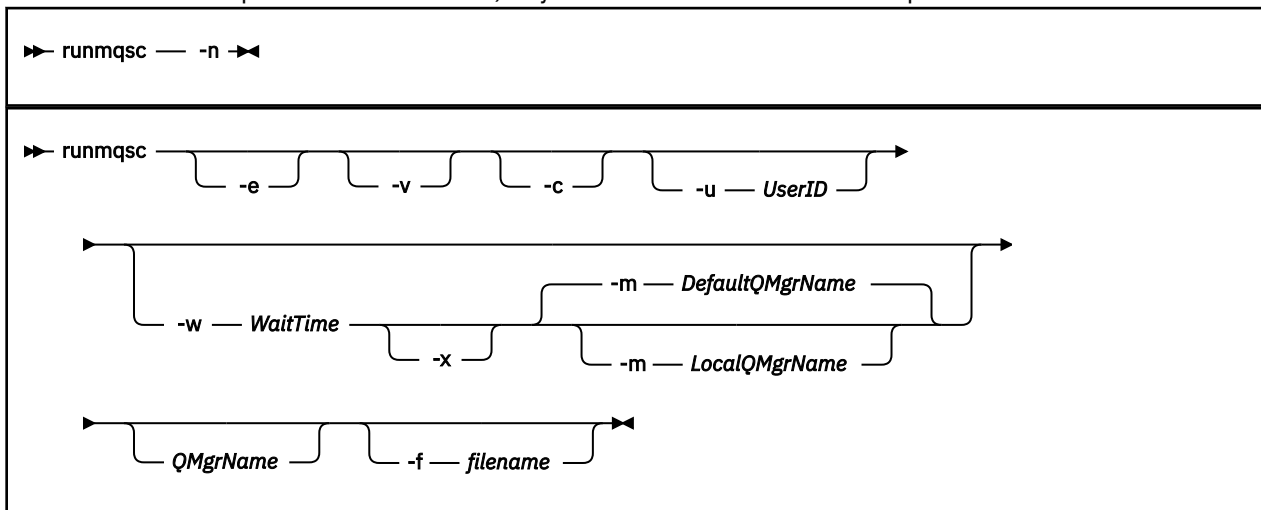 runmqsc — -n
runmqsc
-e -v -c -u — UserID
-m — DefaultQMgrName
-w — WaitTime
-x -m — LocalQMgrName
QMgrName -f — filename